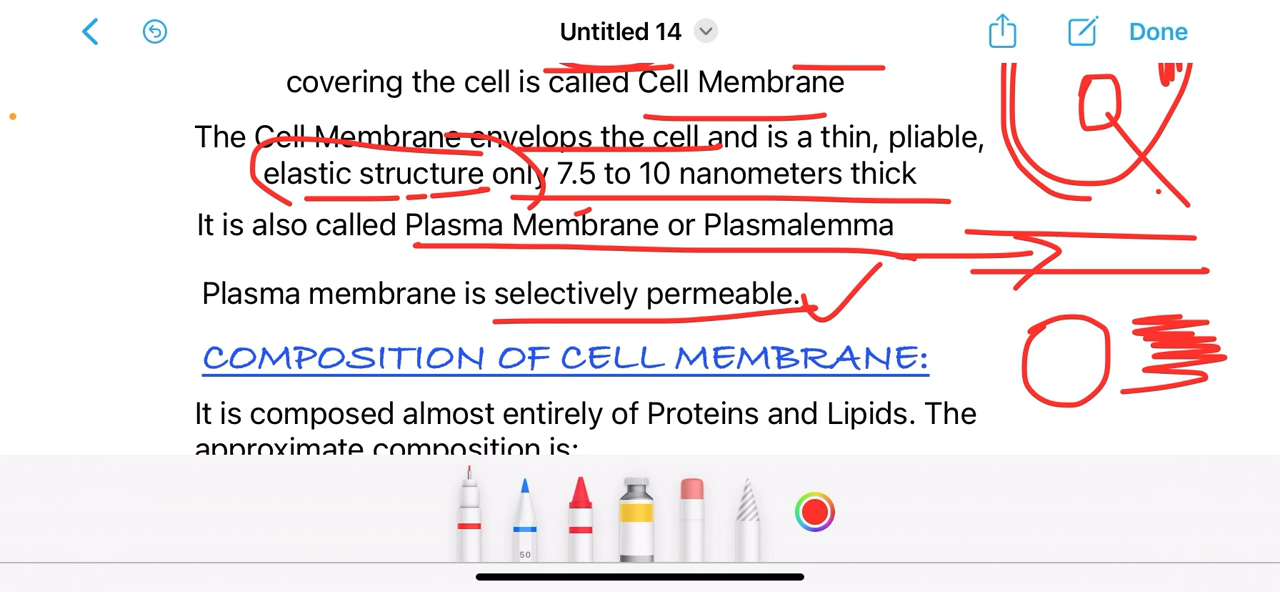 Untitled 14
Done
covering the cell is called Cell Membrane
The Cell Membrane envelops the cell and is a thin, pliable,
elastic structure only 7.5 to 10 nanometers thick
It is also called Plasma Membrane or Plasmalemma
Plasma membrane is selectively permeable.
COMPOSITION OF CELL MEMBRANE:
It is composed almost entirely of Proteins and Lipids. The
approximate composition is:
50